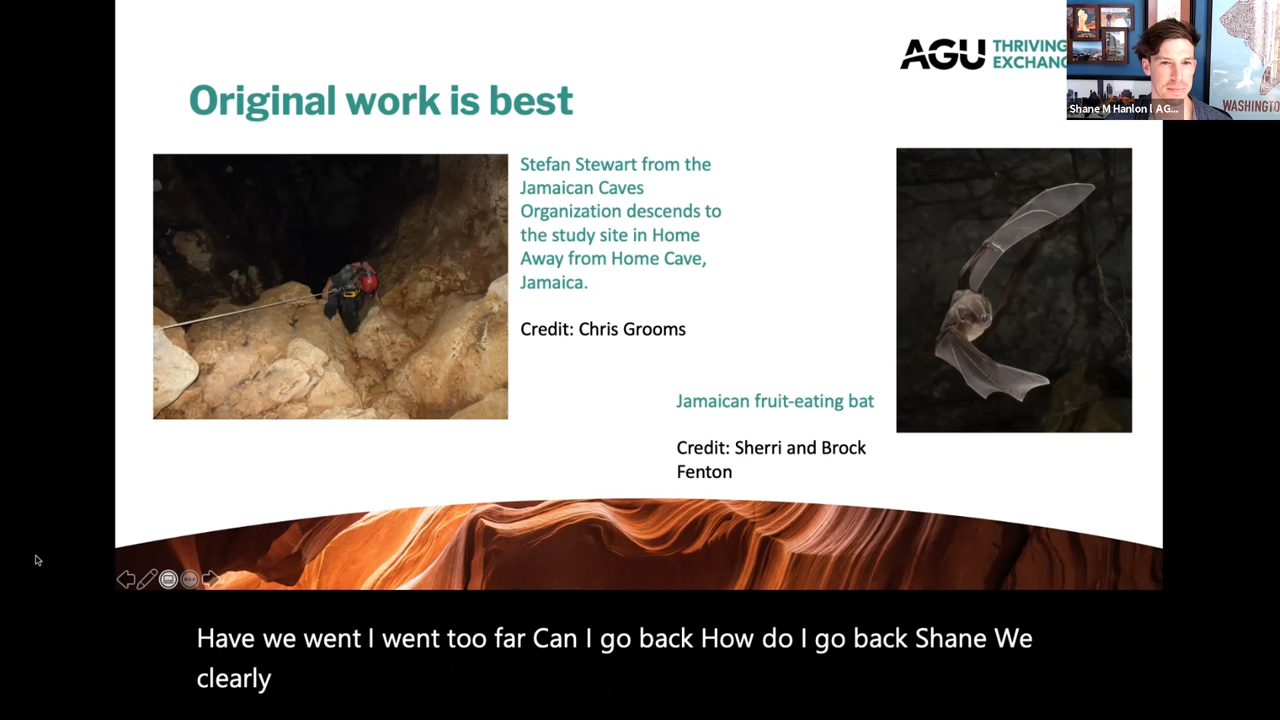 AGU THRIVING
EXCHANG
Original work is best
Shane M Hanlon l AG...
WASHINGTO
Stefan Stewart from the
Jamaican Caves
Organization descends to
the study site in Home
Away from Home Cave,
Jamaica.
Credit: Chris Grooms
Jamaican fruit-eating bat
Credit: Sherri and Brock
Fenton
Have we went I went too far Can I go back How do I go back Shane We
clearly